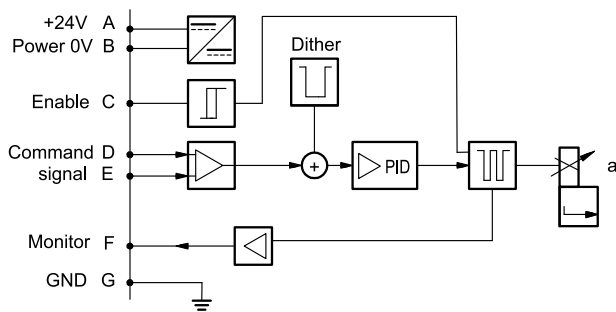 +24V A
Power 0V B
Dither
Enable C
Command D
signal E
+
PID
a
Monitor F
GND G